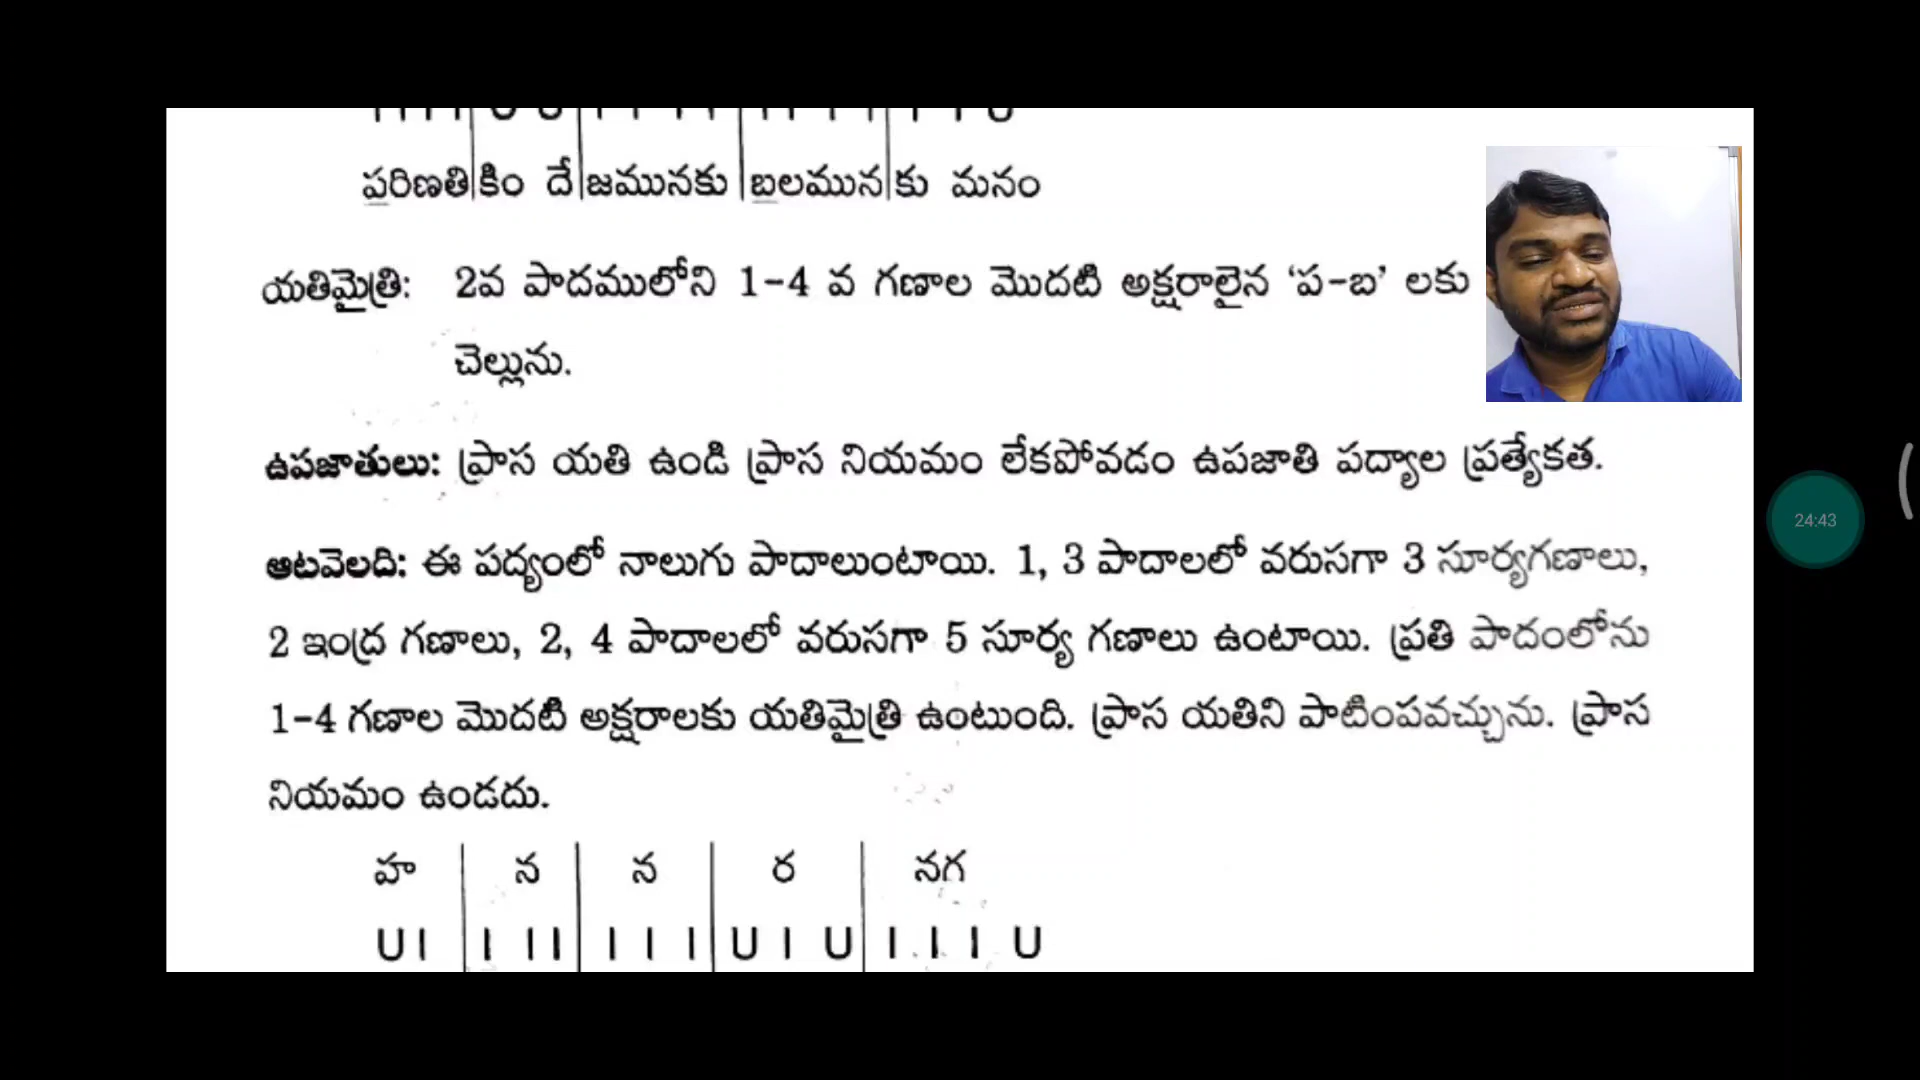 పరిణతి|కిం దే|జమునకు|బలమున|కు మనం
యతిమైత్రి: 2వ పాదములోని 1-4 వ గణాల మొదటి అక్షరాలైన ‘ప-బ’ లకు
చెల్లును.
ఉపజాతులు: ప్రాస యతి ఉండి ప్రాస నియమం లేకపోవడం ఉపజాతి పద్యాల ప్రత్యేకత.
ఆటవెలది: ఈ పద్యంలో నాలుగు పాదాలుంటాయి. 1, 3 పాదాలలో వరుసగా 3 సూర్యగణాలు,
2 ఇంద్ర గణాలు, 2, 4 పాదాలలో వరుసగా 5 సూర్య గణాలు ఉంటాయి. ప్రతి పాదంలోను
1-4 గణాల మొదటి అక్షరాలకు యతిమైత్రి ఉంటుంది. ప్రాస యతిని పాటింపవచ్చును. ప్రాస
నియమం ఉండదు.
హ | న | న | ర | నగ
U I | I I I | I I I | U I U | I I I U
24:43